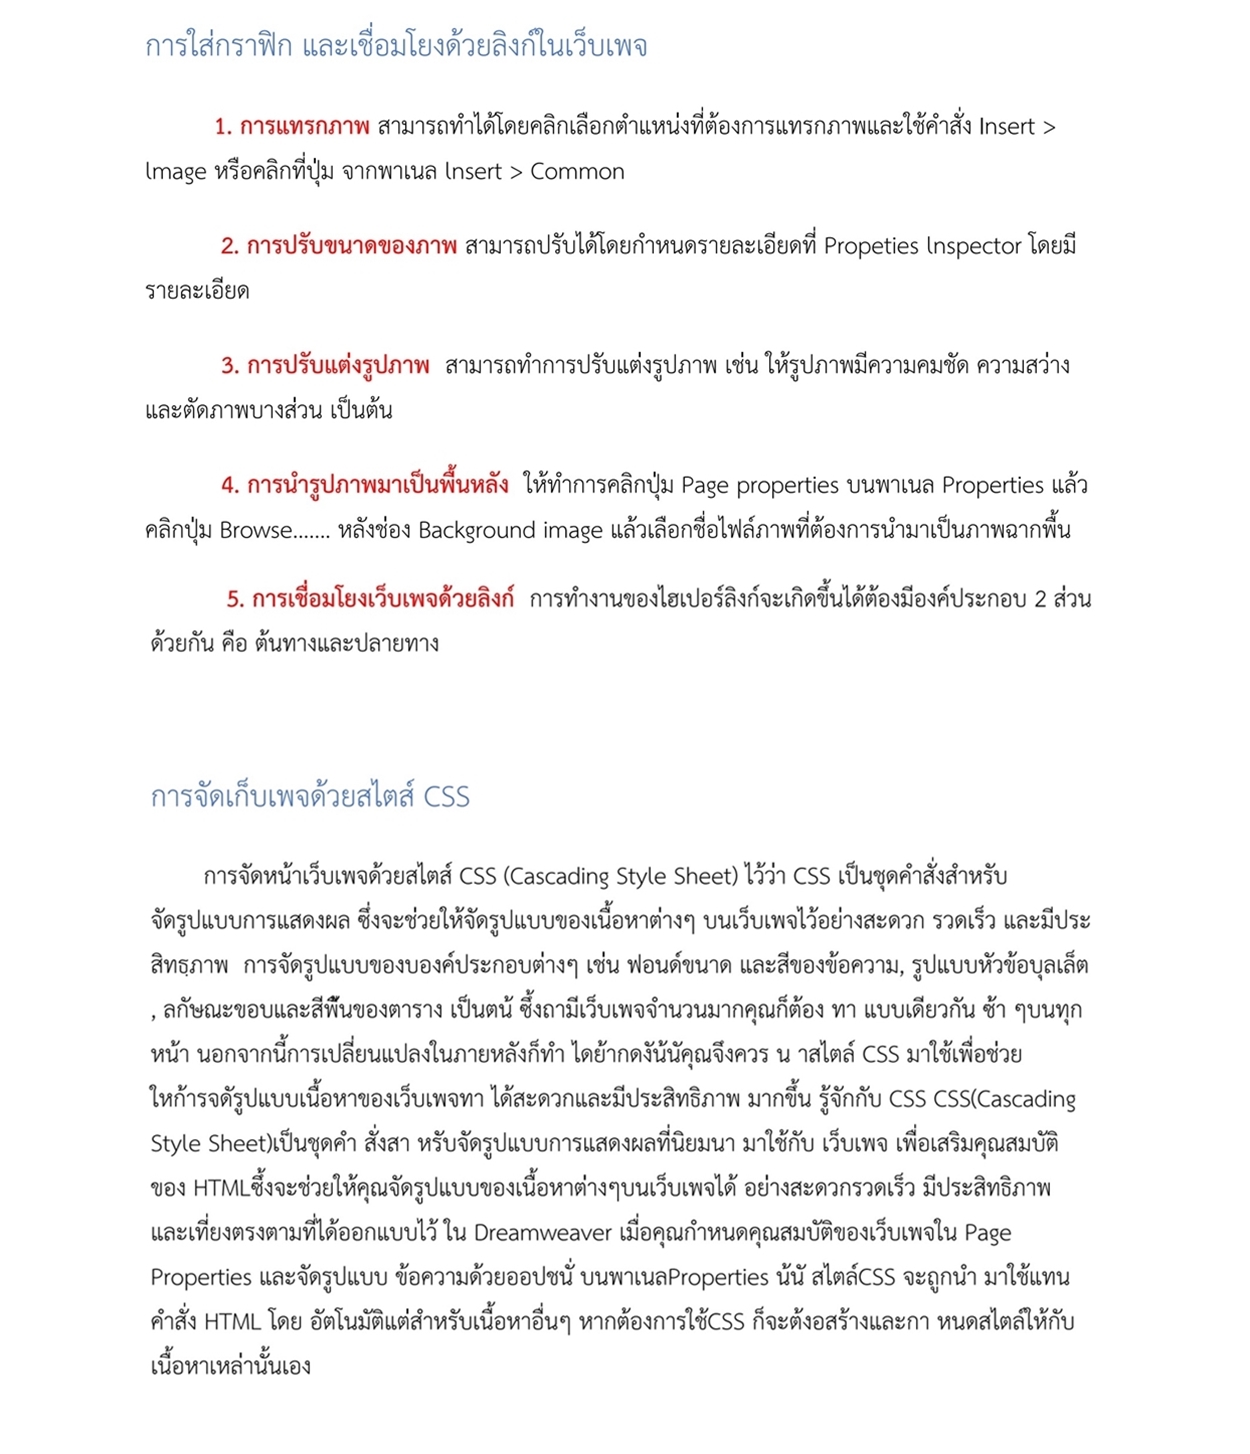 การใส่กราฟิก และเชื่อมโยงด้วยลิงก์ในเว็บเพจ
1. การแทรกภาพ สามารถทำได้โดยคลิกเลือกตำแหน่งที่ต้องการแทรกภาพและใช้คำสั่ง Insert >
lmage หรือคลิกที่ปุ่ม จากพาเนล lnsert > Common
2. การปรับขนาดของภาพ สามารถปรับได้โดยกำหนดรายละเอียดที่ Propeties lnspector โดยมี
รายละเอียด
3. การปรับแต่งรูปภาพ สามารถทำการปรับแต่งรูปภาพ เช่น ให้รูปภาพมีความคมชัด ความสว่าง
และตัดภาพบางส่วน เป็นต้น
4. การนำรูปภาพมาเป็นพื้นหลัง ให้ทำการคลิกปุ่ม Page properties บนพาเนล Properties แล้ว
คลิกปุ่ม Browse....... หลังช่อง Background image แล้วเลือกชื่อไฟล์ภาพที่ต้องการนำมาเป็นภาพฉากพื้น
5. การเชื่อมโยงเว็บเพจด้วยลิงก์ การทำงานของไฮเปอร์ลิงก์จะเกิดขึ้นได้ต้องมีองค์ประกอบ 2 ส่วน
ด้วยกัน คือ ต้นทางและปลายทาง
การจัดเก็บเพจด้วยสไตส์ CSS
การจัดหน้าเว็บเพจด้วยสไตส์ CSS (Cascading Style Sheet) ไว้ว่า CSS เป็นชุดคำสั่งสำหรับ
จัดรูปแบบการแสดงผล ซึ่งจะช่วยให้จัดรูปแบบของเนื้อหาต่างๆ บนเว็บเพจไว้อย่างสะดวก รวดเร็ว และมีประ
สิทธุภาพ การจัดรูปแบบของบองค์ประกอบต่างๆ เช่น ฟอนด์ขนาด และสีของข้อความ, รูปแบบหัวข้อบุลเล็ต
, ลกัษณะขอบและสีพื้นของตาราง เป็นตน้ ซึ้งถามีเว็บเพจจำนวนมากคุณก็ต้อง ทา แบบเดียวกัน ซ้า ๆบนทุก
หน้า นอกจากนี้การเปลี่ยนแปลงในภายหลังก็ทำ ไดย้ากดงัน้นัคุณจึงควร น าสไตล์ CSS มาใช้เพื่อช่วย
ใหก้ารจดัรูปแบบเนื้อหาของเว็บเพจทา ได้สะดวกและมีประสิทธิภาพ มากขึ้น รู้จักกับ CSS CSS(Cascading
Style Sheet)เป็นชุดคำ สั่งสา หรับจัดรูปแบบการแสดงผลที่นิยมนา มาใช้กับ เว็บเพจ เพื่อเสริมคุณสมบัติ
ของ HTMLซึ้งจะช่วยให้คุณจัดรูปแบบของเนื้อหาต่างๆบนเว็บเพจได้ อย่างสะดวกรวดเร็ว มีประสิทธิภาพ
และเที่ยงตรงตามที่ได้ออกแบบไว้ ใน Dreamweaver เมื่อคุณกำหนดคุณสมบัติของเว็บเพจใน Page
Properties และจัดรูปแบบ ข้อความด้วยออปชนั่ บนพาเนลProperties น้นั สไตล์CSS จะถูกนำ มาใช้แทน
คำสั่ง HTML โดย อัตโนมัติแต่สำหรับเนื้อหาอื่นๆ หากต้องการใช้CSS ก็จะต้งอสร้างและกา หนดสไตล์ให้กับ
เนื้อหาเหล่านั้นเอง